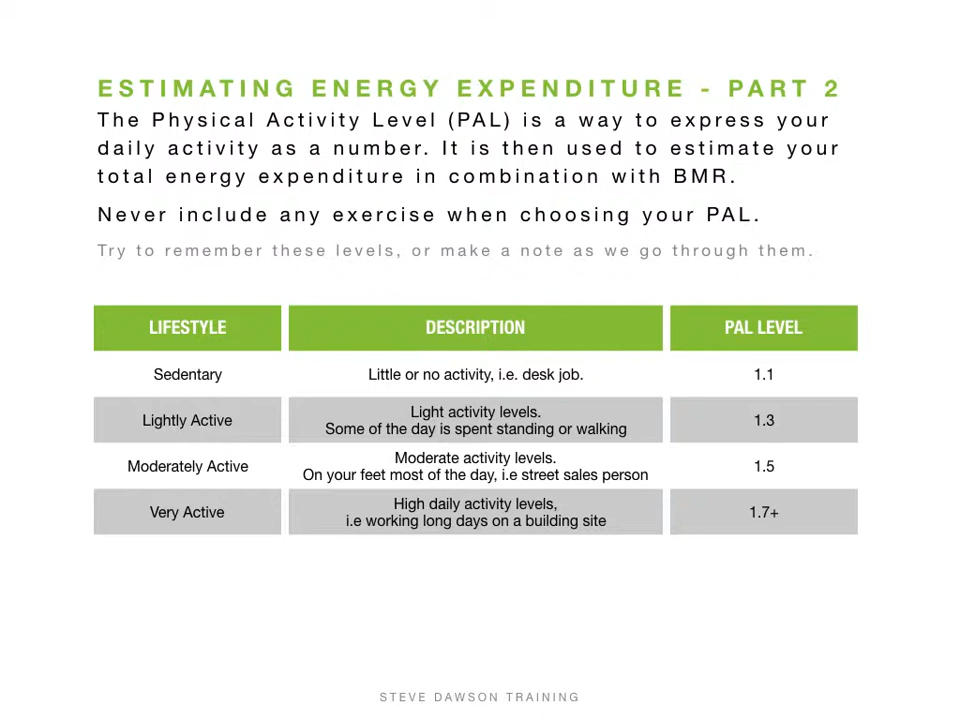 ESTIMATING ENERGY EXPENDITURE - PART 2
The Physical Activity Level (PAL) is a way to express your
daily activity as a number. It is then used to estimate your
total energy expenditure in combination with BMR.
Never include any exercise when choosing your PAL.
Try to remember these levels, or make a note as we go through them.
LIFESTYLE DESCRIPTION PAL LEVEL
Sedentary Little or no activity, i.e. desk job. 1.1
Lightly Active Light activity levels.
Some of the day is spent standing or walking 1.3
Moderately Active Moderate activity levels.
On your feet most of the day, i.e street sales person 1.5
Very Active High daily activity levels,
i.e working long days on a building site 1.7+
STEVE DAWSON TRAINING